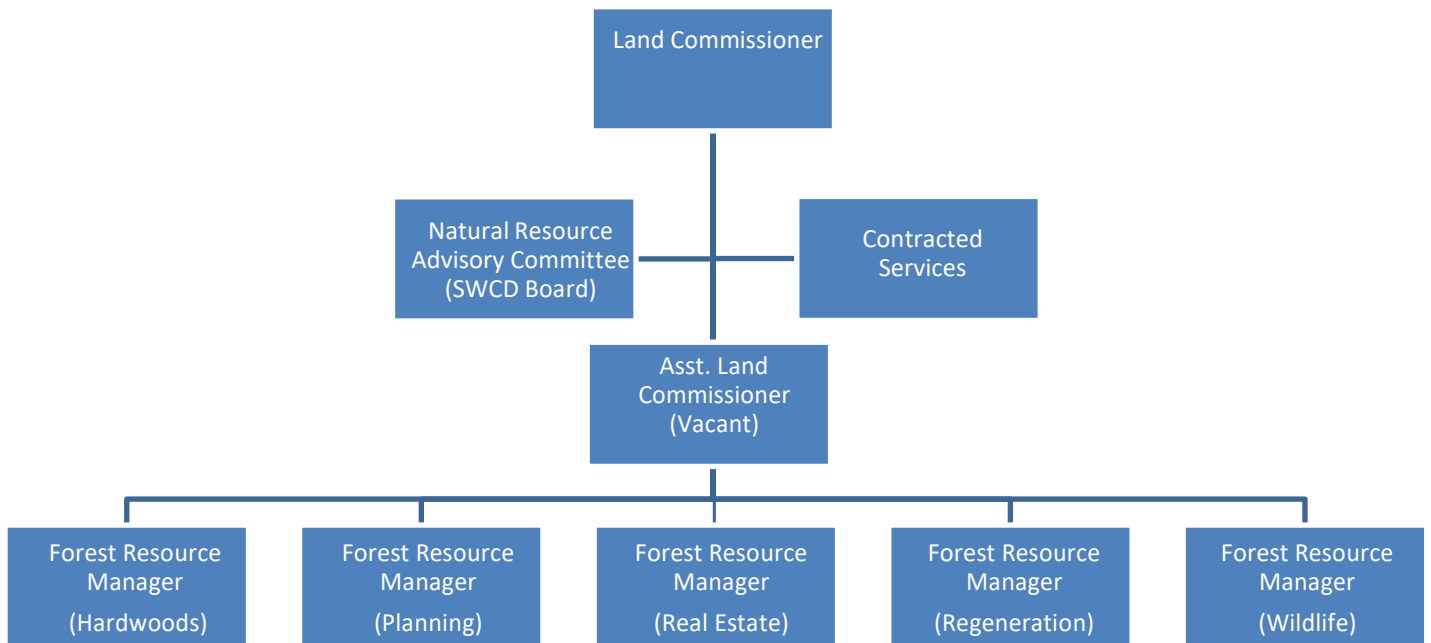 Land Commissioner
Natural Resource
Advisory Committee
(SWCD Board)
Contracted
Services
Asst. Land
Commissioner
(Vacant)
Forest Resource
Manager
(Hardwoods)
Forest Resource
Manager
(Planning)
Forest Resource
Manager
(Real Estate)
Forest Resource
Manager
(Regeneration)
Forest Resource
Manager
(Wildlife)